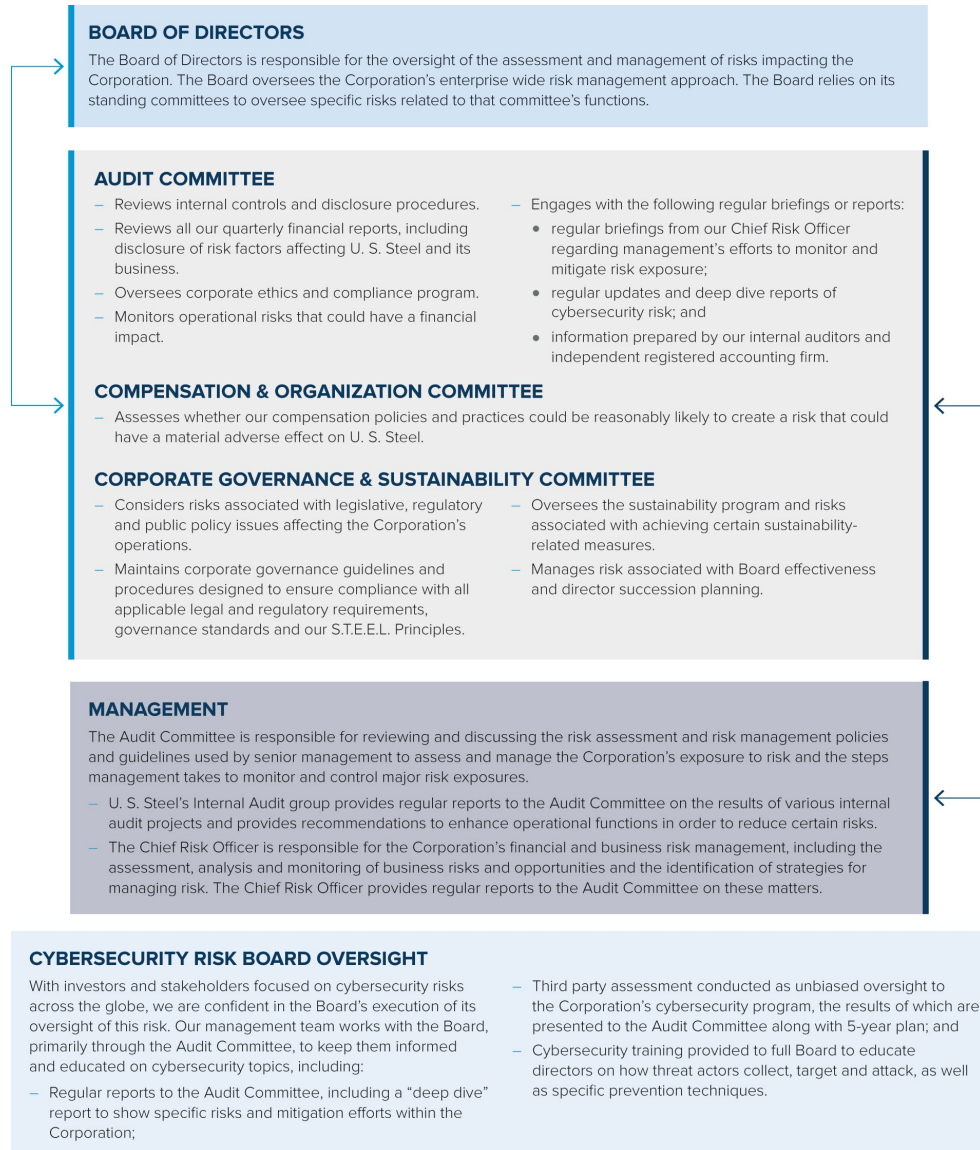 BOARD OF DIRECTORS
The Board of Directors is responsible for the oversight of the assessment and management of risks impacting the
Corporation. The Board oversees the Corporation's enterprise wide risk management approach. The Board relies on its
standing committees to oversee specific risks related to that committee's functions.
AUDIT COMMITTEE
– Reviews internal controls and disclosure procedures.
– Reviews all our quarterly financial reports, including
disclosure of risk factors affecting U. S. Steel and its
business.
– Oversees corporate ethics and compliance program.
– Monitors operational risks that could have a financial
impact.
– Engages with the following regular briefings or reports:
• regular briefings from our Chief Risk Officer
regarding management's efforts to monitor and
mitigate risk exposure;
• regular updates and deep dive reports of
cybersecurity risk; and
• information prepared by our internal auditors and
independent registered accounting firm.
COMPENSATION & ORGANIZATION COMMITTEE
– Assesses whether our compensation policies and practices could be reasonably likely to create a risk that could
have a material adverse effect on U. S. Steel.
CORPORATE GOVERNANCE & SUSTAINABILITY COMMITTEE
– Considers risks associated with legislative, regulatory
and public policy issues affecting the Corporation's
operations.
– Maintains corporate governance guidelines and
procedures designed to ensure compliance with all
applicable legal and regulatory requirements,
governance standards and our S.T.E.E.L. Principles.
– Oversees the sustainability program and risks
associated with achieving certain sustainability-
related measures.
– Manages risk associated with Board effectiveness
and director succession planning.
MANAGEMENT
The Audit Committee is responsible for reviewing and discussing the risk assessment and risk management policies
and guidelines used by senior management to assess and manage the Corporation's exposure to risk and the steps
management takes to monitor and control major risk exposures.
– U. S. Steel's Internal Audit group provides regular reports to the Audit Committee on the results of various internal
audit projects and provides recommendations to enhance operational functions in order to reduce certain risks.
– The Chief Risk Officer is responsible for the Corporation's financial and business risk management, including the
assessment, analysis and monitoring of business risks and opportunities and the identification of strategies for
managing risk. The Chief Risk Officer provides regular reports to the Audit Committee on these matters.
CYBERSECURITY RISK BOARD OVERSIGHT
With investors and stakeholders focused on cybersecurity risks
across the globe, we are confident in the Board's execution of its
oversight of this risk. Our management team works with the Board,
primarily through the Audit Committee, to keep them informed
and educated on cybersecurity topics, including:
– Regular reports to the Audit Committee, including a “deep dive”
report to show specific risks and mitigation efforts within the
Corporation;
– Third party assessment conducted as unbiased oversight to
the Corporation's cybersecurity program, the results of which are
presented to the Audit Committee along with 5-year plan; and
– Cybersecurity training provided to full Board to educate
directors on how threat actors collect, target and attack, as well
as specific prevention techniques.